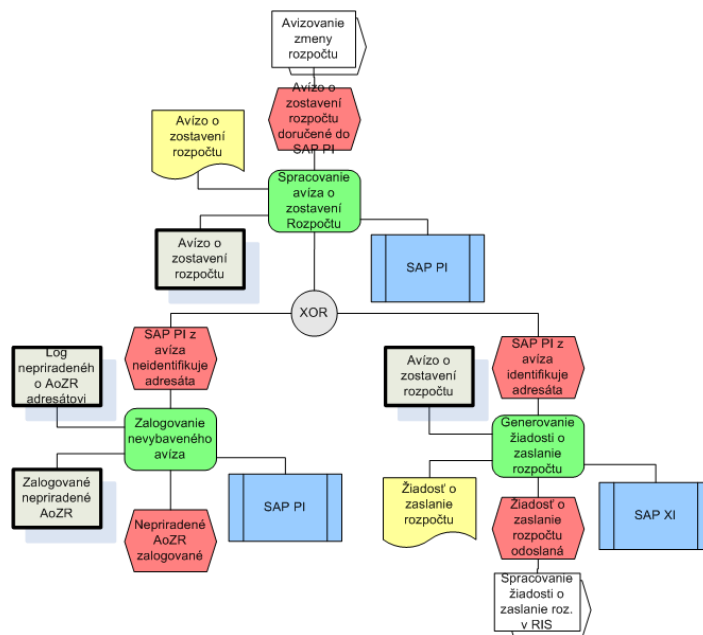 Avizovanie
zmeny
rozpočtu
Avízo o
zostavení
rozpočtu
doručené do
SAP PI
Avízo o
zostavení
rozpočtu
Spracovanie
avíza o
zostavení
Rozpočtu
Avízo o
zostavení
rozpočtu
SAP PI
XOR
SAP PI z
avíza
neidentifikuje
adresáta
SAP PI z
avíza
identifikuje
adresáta
Log
nepriradenéh
o AoZR
adresátovi
Avízo o
zostavení
rozpočtu
Zalogovanie
nevybaveného
avíza
Generovanie
žiadosti o
zaslanie
rozpočtu
Zalogované
nepriradené
AoZR
SAP PI
Žiadosť o
zaslanie
rozpočtu
SAP XI
Nepriradené
AoZR
zalogované
Žiadosť o
zaslanie
rozpočtu
odoslaná
Spracovanie
žiadosti o
zaslanie roz.
v RIS